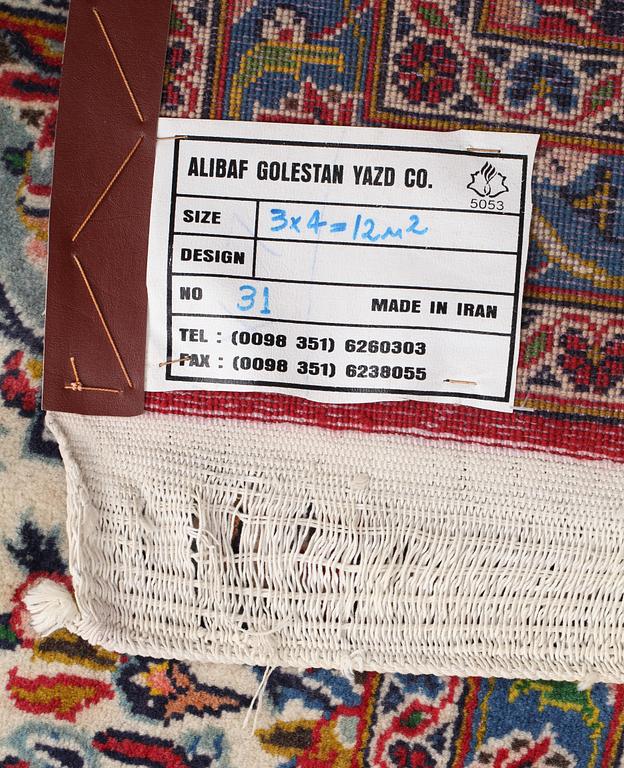 ALIBAF GOLESTAN YAZD CO.
5053
SIZE 3x4=12m2
DESIGN
NO 31 MADE IN IRAN
TEL : (0098 351) 6260303
FAX : (0098 351) 6238055